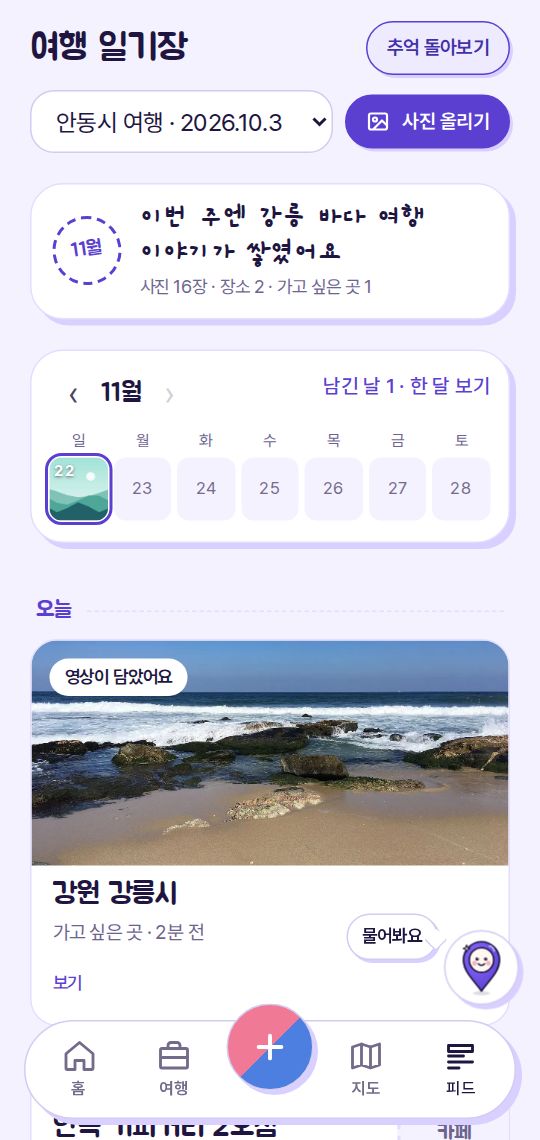 여행 일기장
추억 돌아보기
안동시 여행 · 2026.10.3
사진 올리기
11월
이번 주엔 강릉 바다 여행
이야기가 쌓였어요
사진 16장 · 장소 2 · 가고 싶은 곳 1
‹ 11월 ›
남긴 날 1 · 한 달 보기
일 월 화 수 목 금 토
22 23 24 25 26 27 28
오늘
영상이 담았어요
강원 강릉시
가고 싶은 곳 · 2분 전
물어봐요
보기
홈 여행 + 지도 피드
카페